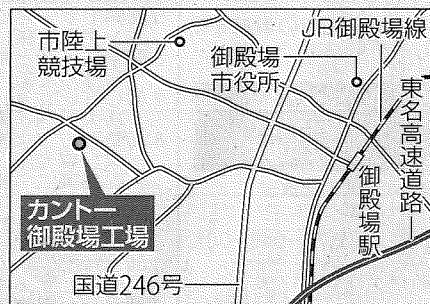 市陸上
競技場
JR御殿場線
御殿場
市役所
東名高速道路
御殿場駅
カントー
御殿場工場
国道246号